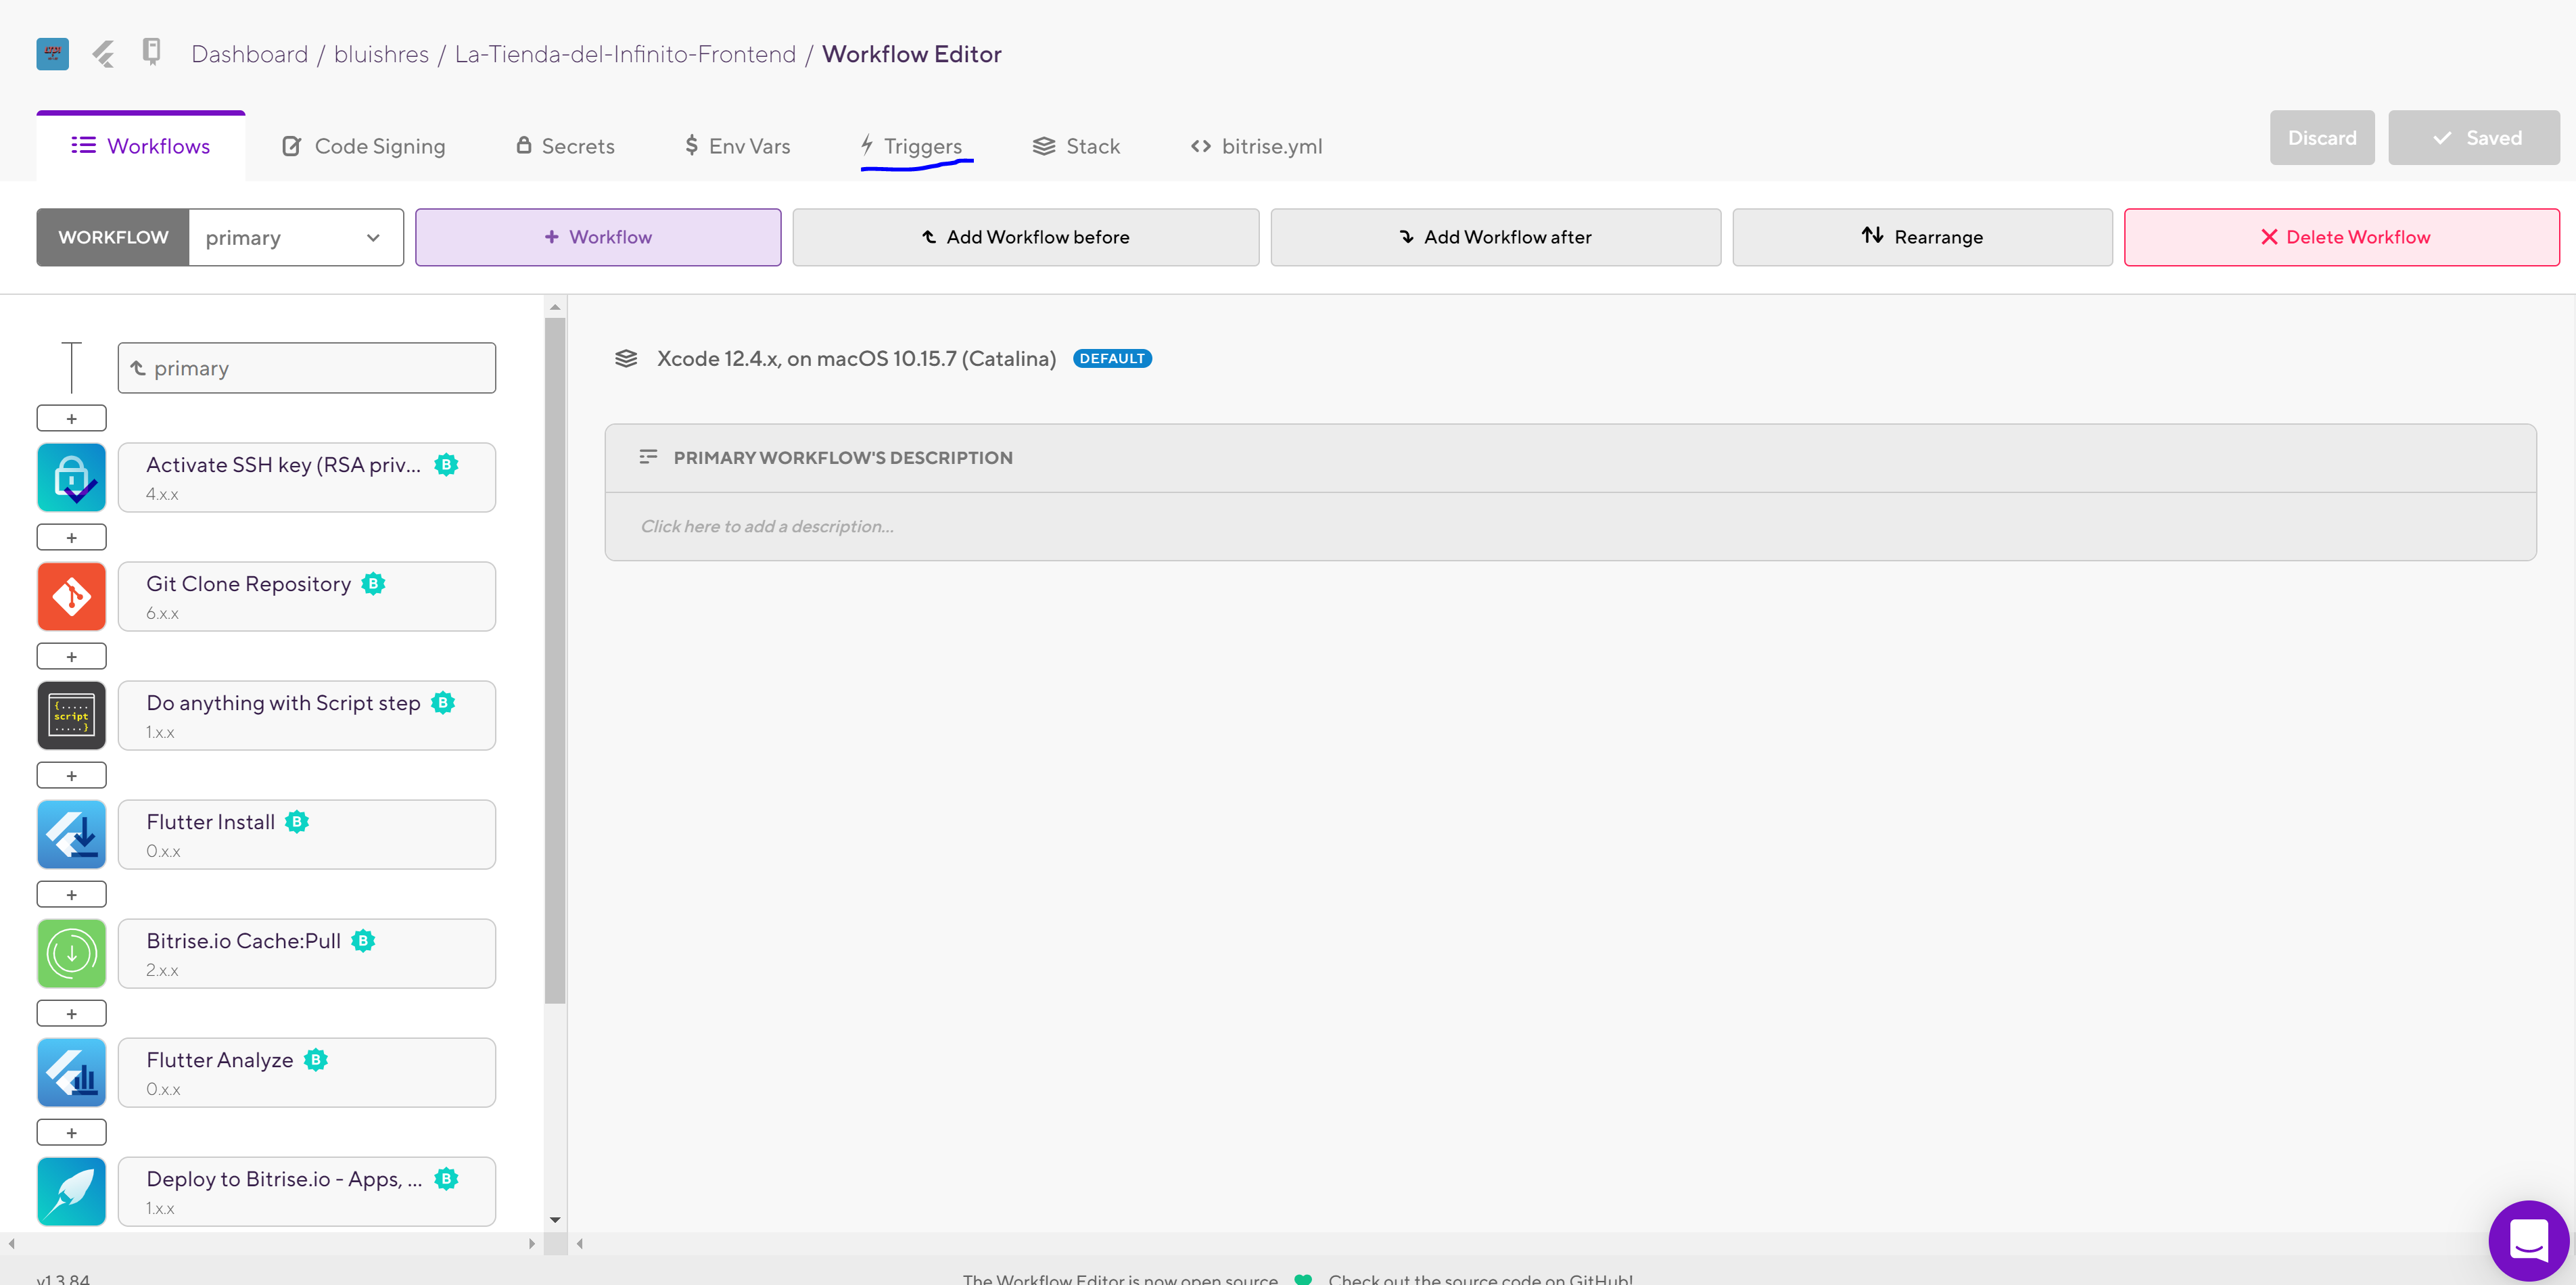 Dashboard / bluishres / La-Tienda-del-Infinito-Frontend / Workflow Editor
Workflows Code Signing Secrets $ Env Vars Triggers Stack <> bitrise.yml Discard Saved
WORKFLOW primary + Workflow Add Workflow before Add Workflow after Rearrange Delete Workflow
primary
Xcode 12.4.x, on macOS 10.15.7 (Catalina) DEFAULT
+
PRIMARY WORKFLOW'S DESCRIPTION
Click here to add a description...
Activate SSH key (RSA priv... B
4.x.x
+
Git Clone Repository B
6.x.x
+
{.....
script
.....}
Do anything with Script step B
1.x.x
+
Flutter Install B
0.x.x
+
Bitrise.io Cache:Pull B
2.x.x
+
Flutter Analyze B
0.x.x
+
Deploy to Bitrise.io - Apps, ... B
1.x.x
v1.3.84
The Workflow Editor is now open source Check out the source code on GitHub!